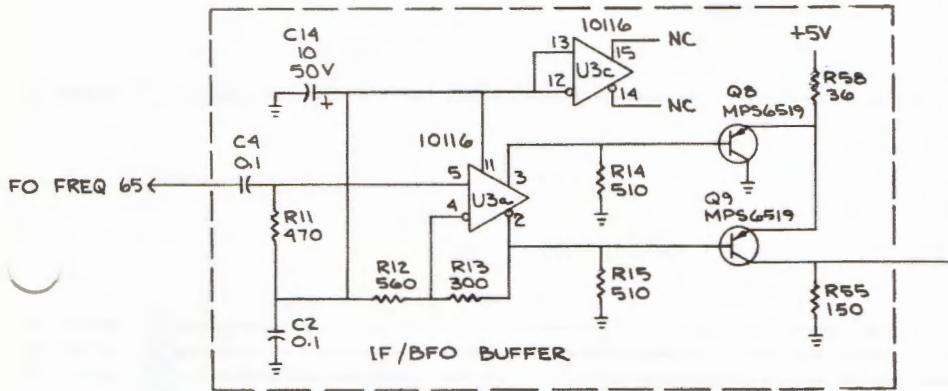 C14
10
50V
+
10116
13
12
15
14
U3c
NC
NC
+5V
R58
36
Q8
MPS6519
C4
0.1
10116
FO FREQ 65
5
4
11
3
2
U3a
R14
510
Q9
MPS6519
R11
470
R12
560
R13
300
R15
510
R55
150
C2
0.1
IF/BFO BUFFER